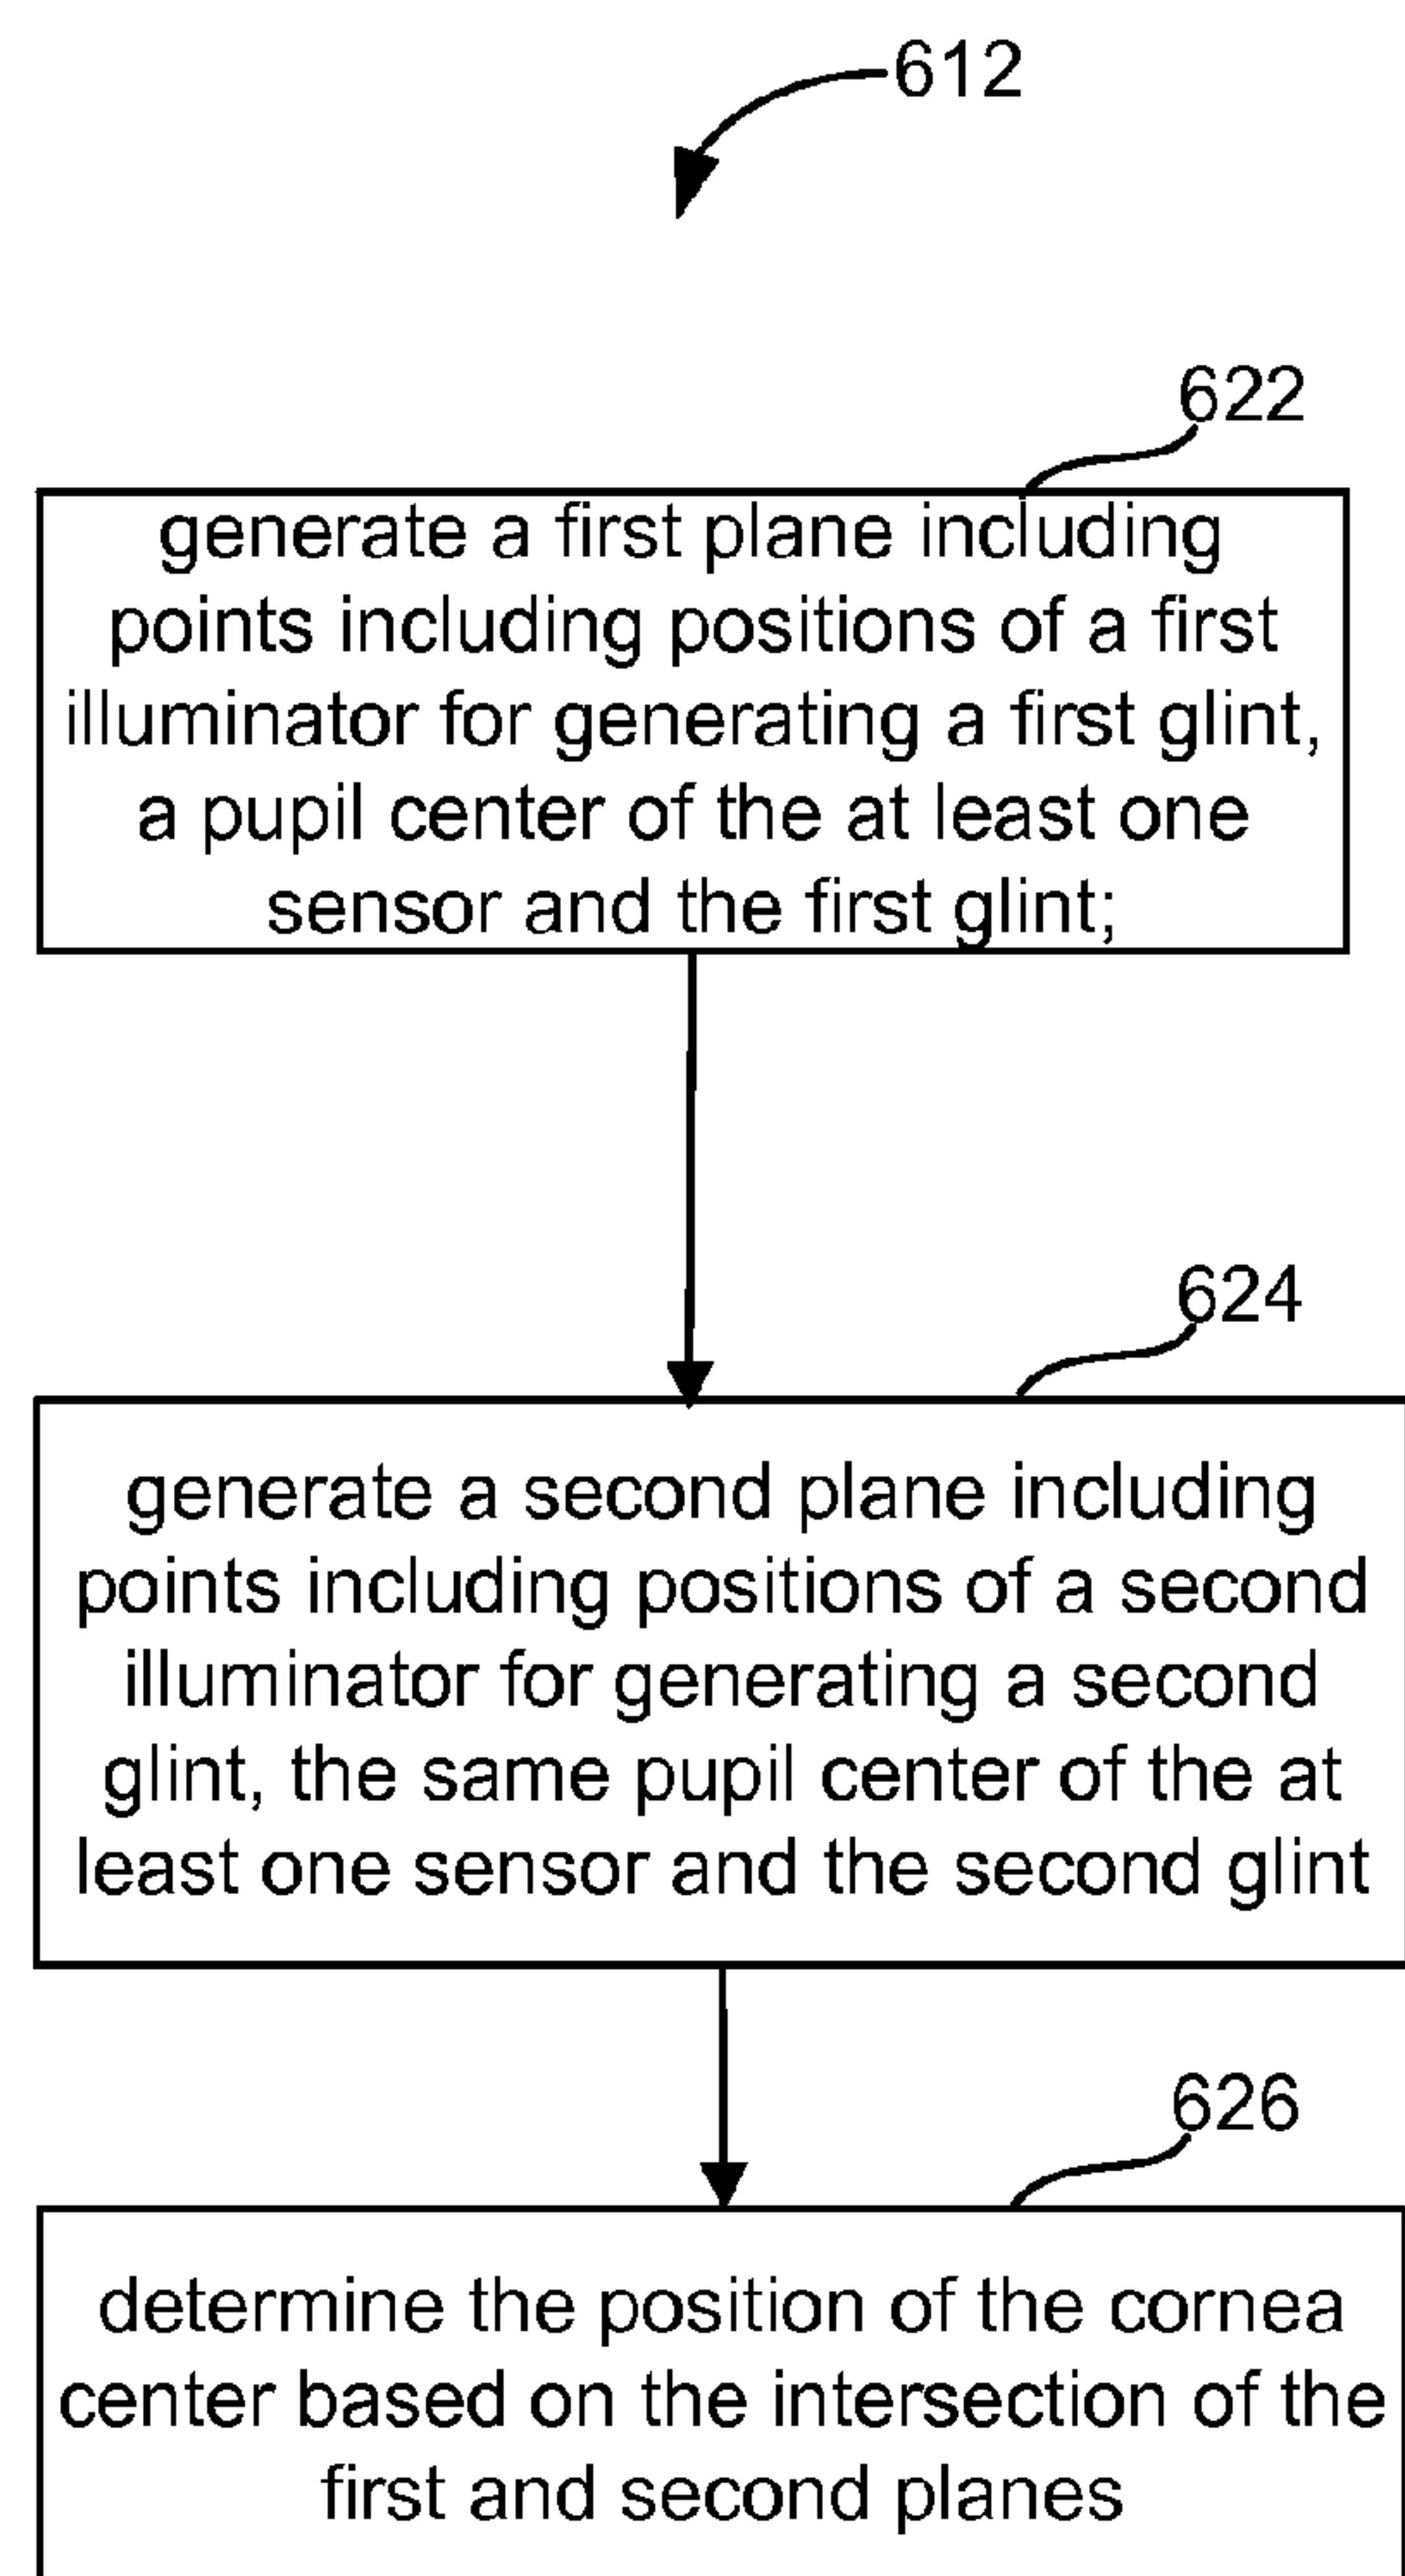 612
622
generate a first plane including
points including positions of a first
illuminator for generating a first glint,
a pupil center of the at least one
sensor and the first glint;
624
generate a second plane including
points including positions of a second
illuminator for generating a second
glint, the same pupil center of the at
least one sensor and the second glint
626
determine the position of the cornea
center based on the intersection of the
first and second planes